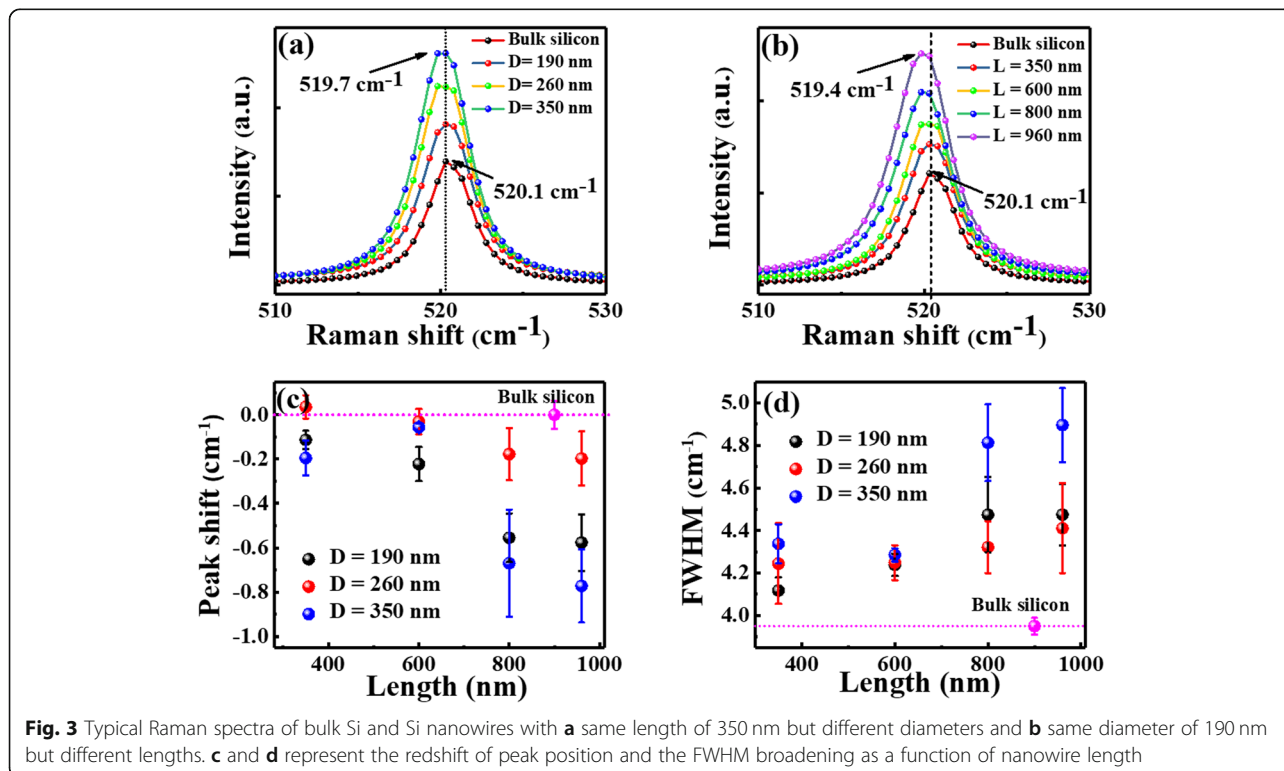 (a)
Bulk silicon
D= 190 nm
D= 260 nm
D= 350 nm
519.7 cm⁻¹
520.1 cm⁻¹
Intensity (a.u.)
510 520 530
Raman shift (cm⁻¹)
(b)
Bulk silicon
L = 350 nm
L = 600 nm
L = 800 nm
L = 960 nm
519.4 cm⁻¹
520.1 cm⁻¹
Intensity (a.u.)
510 520 530
Raman shift (cm⁻¹)
(c)
Bulk silicon
0.0
-0.2
-0.4
-0.6
-0.8
-1.0
Peak shift (cm⁻¹)
D = 190 nm
D = 260 nm
D = 350 nm
400 600 800 1000
Length (nm)
(d)
D = 190 nm
D = 260 nm
D = 350 nm
5.0
4.8
4.6
4.4
4.2
4.0
FWHM (cm⁻¹)
Bulk silicon
400 600 800 1000
Length (nm)
Fig. 3 Typical Raman spectra of bulk Si and Si nanowires with a same length of 350 nm but different diameters and b same diameter of 190 nm
but different lengths. c and d represent the redshift of peak position and the FWHM broadening as a function of nanowire length